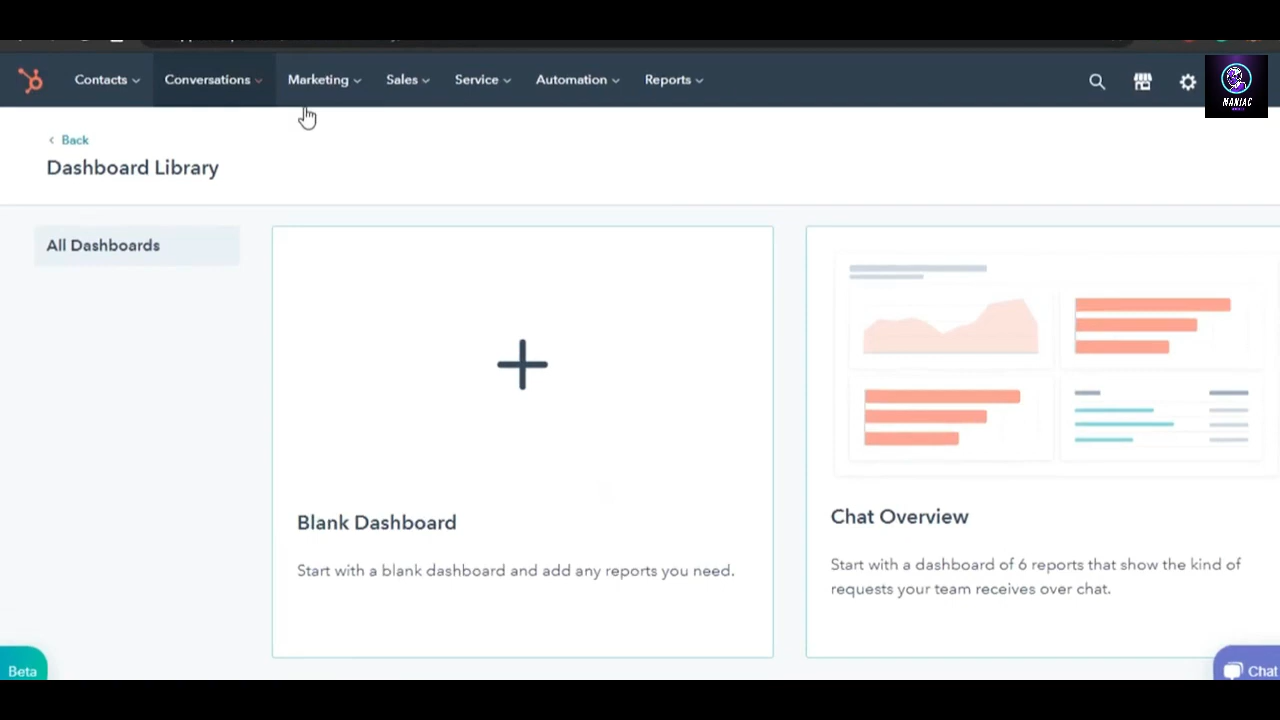 Contacts Conversations Marketing Sales Service Automation Reports
MANIAC
Back
Dashboard Library
All Dashboards
Blank Dashboard
Start with a blank dashboard and add any reports you need.
Chat Overview
Start with a dashboard of 6 reports that show the kind of
requests your team receives over chat.
Beta
Chat